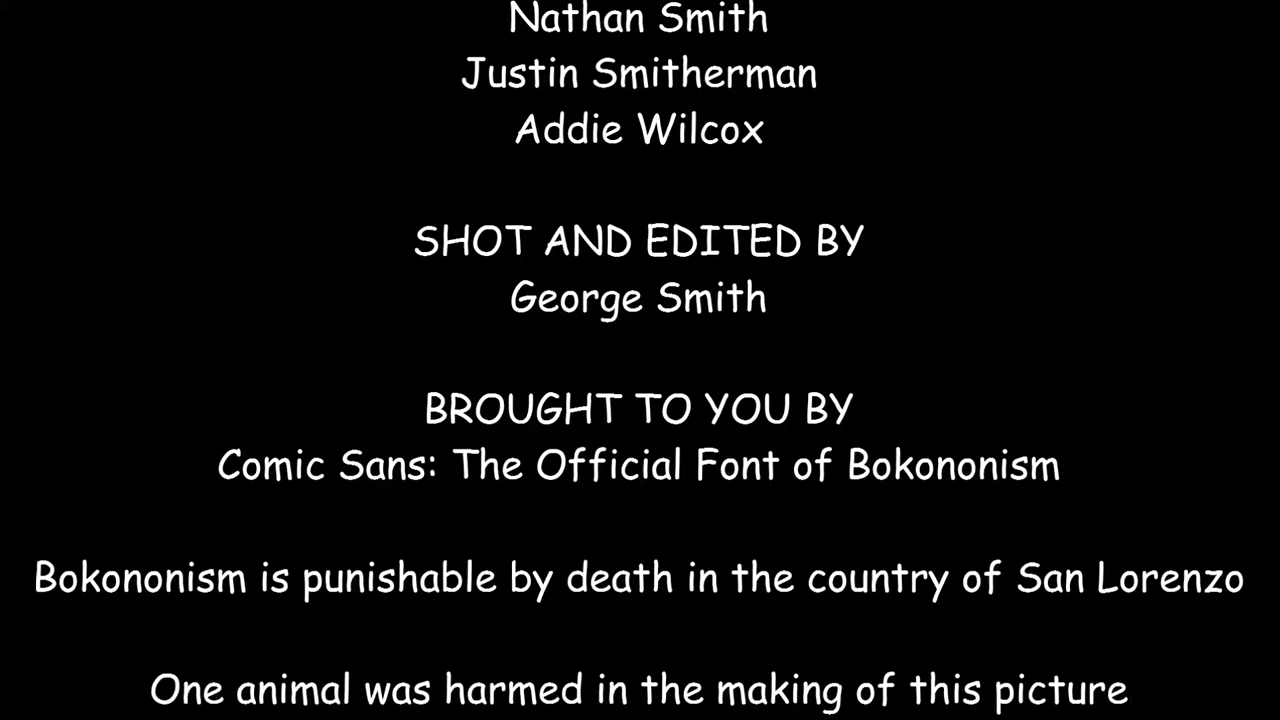 Nathan Smith
Justin Smitherman
Addie Wilcox
SHOT AND EDITED BY
George Smith
BROUGHT TO YOU BY
Comic Sans: The Official Font of Bokononism
Bokononism is punishable by death in the country of San Lorenzo
One animal was harmed in the making of this picture